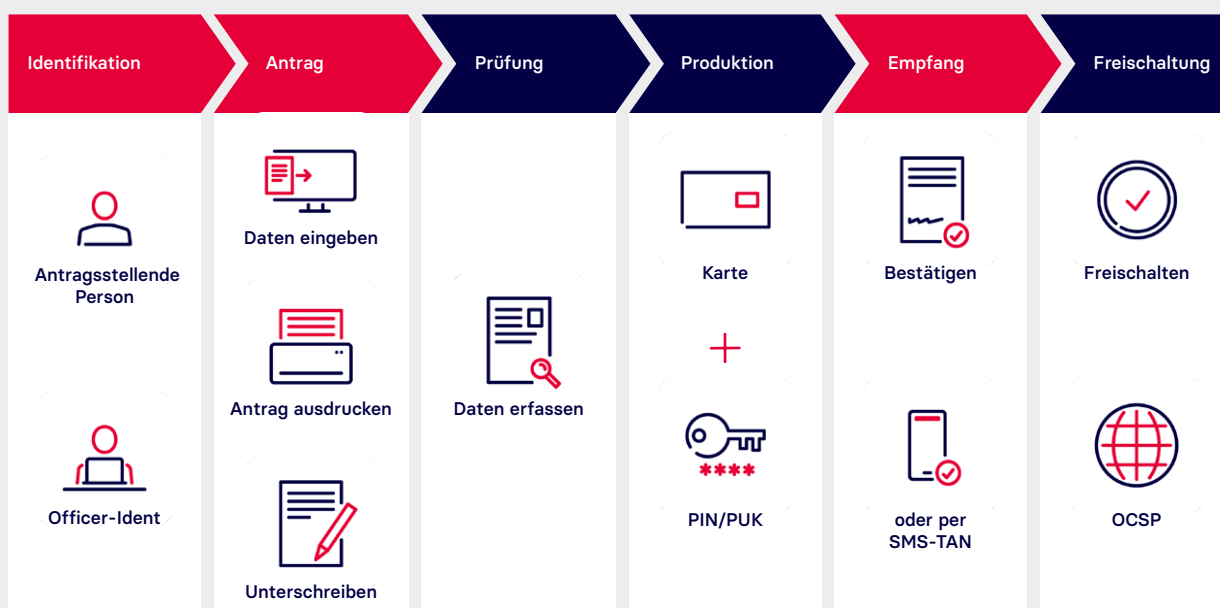 Identifikation
Antrag
Prüfung
Produktion
Empfang
Freischaltung
Antragsstellende
Person
Officer-Ident
Daten eingeben
Antrag ausdrucken
Unterschreiben
Daten erfassen
Karte
+
****
PIN/PUK
Bestätigen
oder per
SMS-TAN
Freischalten
OCSP